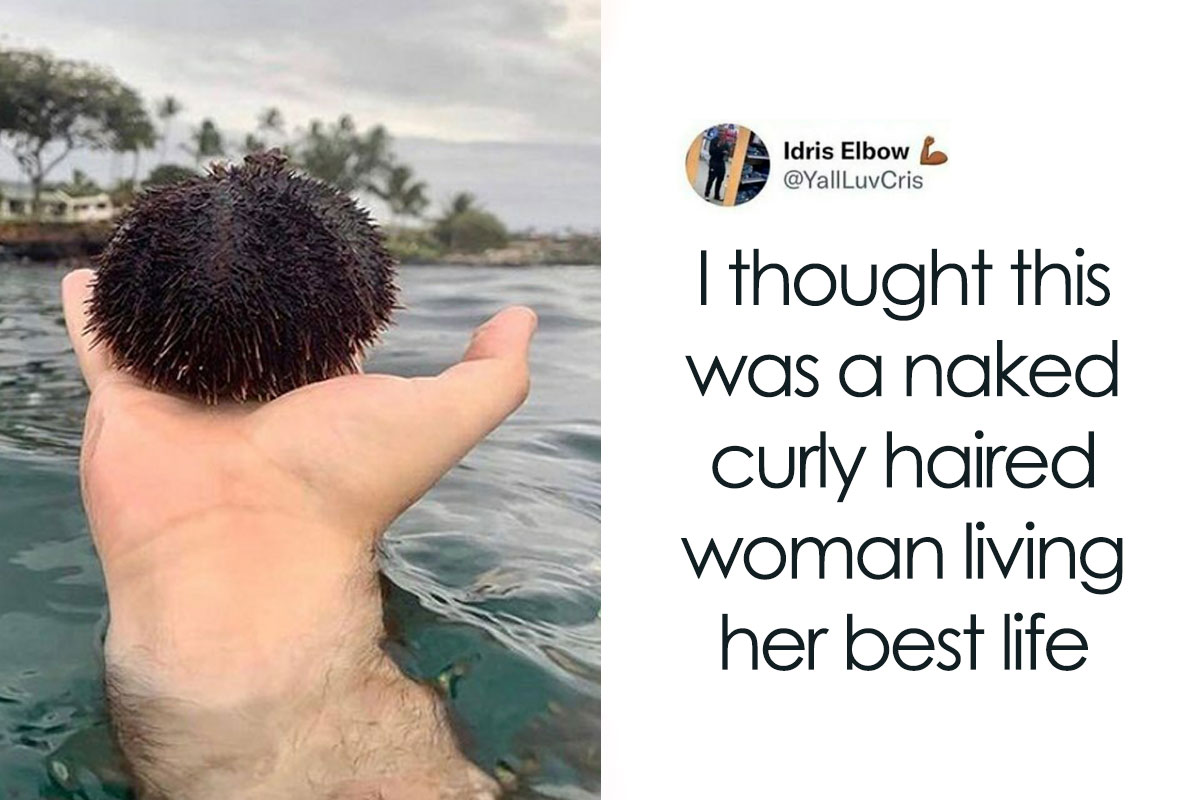 Idris Elbow 💪🏾
@YallLuvCris
I thought this
was a naked
curly haired
woman living
her best life